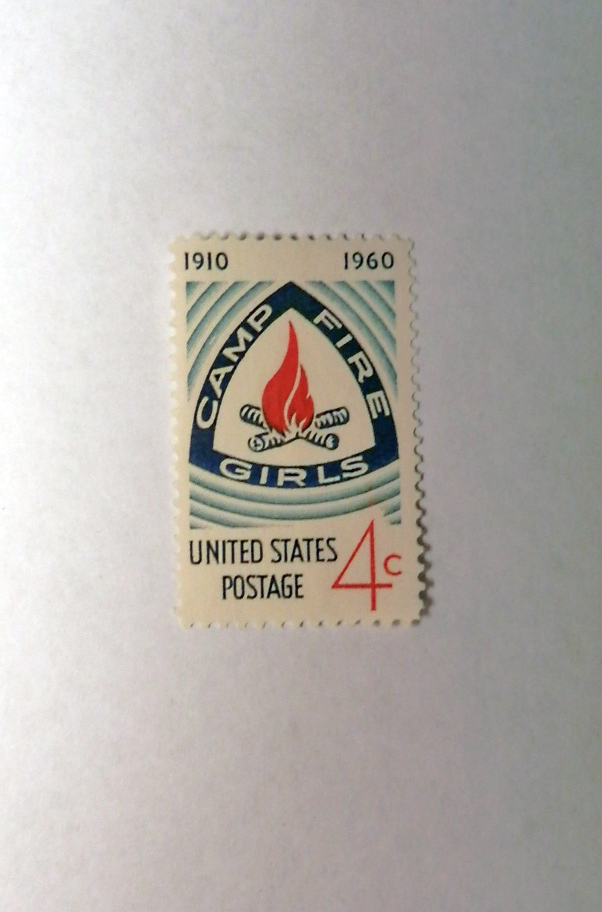 1910 1960
CAMP FIRE
GIRLS
UNITED STATES
POSTAGE
4c